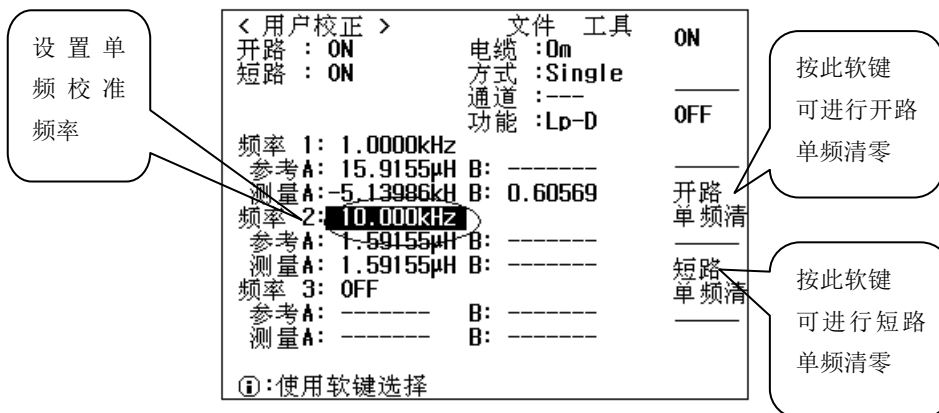 设置单
频校准
频率
< 用户校正 > 文件 工具
开路 : ON 电缆 :0m
短路 : ON 方式 :Single
通道 :---
功能 :Lp-D
频率 1: 1.0000kHz
参考A: 15.9155μH B: -------
测量A:-5.13986kH B: 0.60569
频率 2: 10.000kHz
参考A: 1.59155μH B: -------
测量A: 1.59155μH B: -------
频率 3: OFF
参考A: ------- B: -------
测量A: ------- B: -------
ⓘ:使用软键选择
ON
OFF
开路
单频清
短路
单频清
按此软键
可进行开路
单频清零
按此软键
可进行短路
单频清零